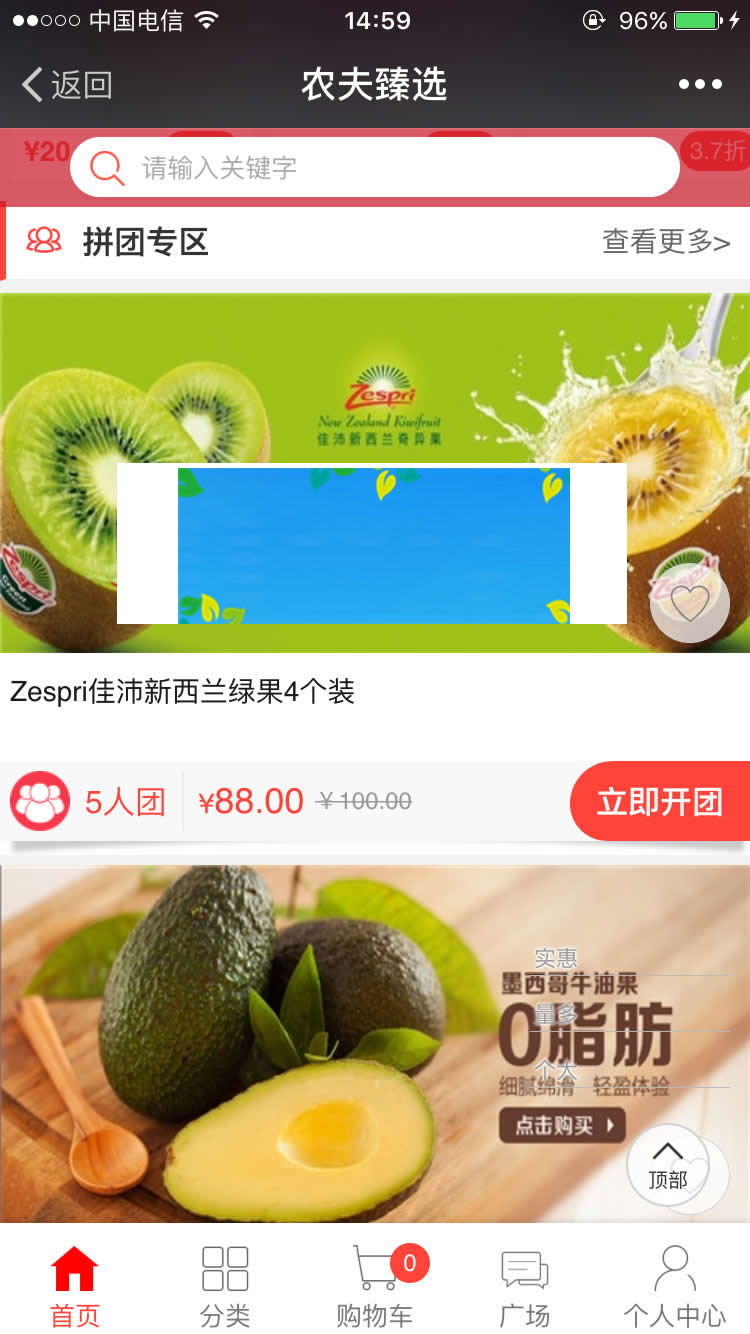 中国电信 14:59 96%
返回 农夫臻选
¥20 请输入关键字 3.7折
拼团专区 查看更多>
Zespri
New Zealand Kiwifruit
佳沛新西兰奇异果
Zespri
Green
Zespri
Zespri佳沛新西兰绿果4个装
5人团 ¥88.00 ¥100.00 立即开团
实惠
墨西哥牛油果
量多
0脂肪
个大
细腻绵滑 轻盈体验
点击购买
顶部
首页 分类 购物车 0 广场 个人中心